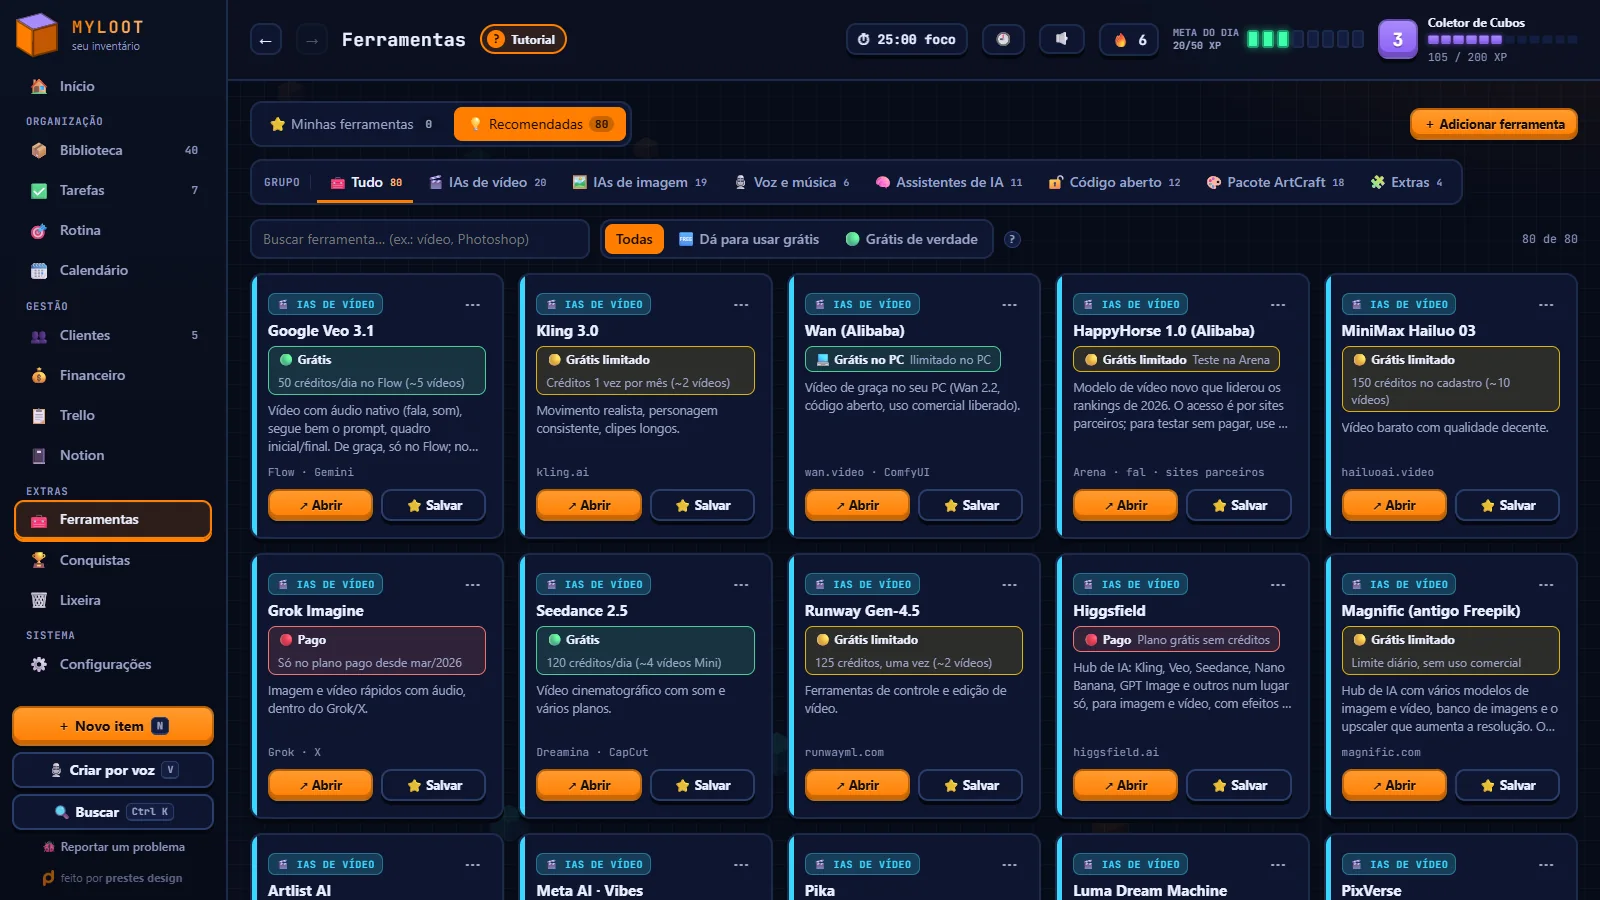 MYLOOT
seu inventário
Início
ORGANIZAÇÃO
Biblioteca 40
Tarefas 7
Rotina
Calendário
GESTÃO
Clientes 5
Financeiro
Trello
Notion
EXTRAS
Ferramentas
Conquistas
Lixeira
SISTEMA
Configurações
+ Novo item N
Criar por voz V
Buscar Ctrl K
Reportar um problema
feito por prestes design
← → Ferramentas ? Tutorial
25:00 foco
6
META DO DIA
20/50 XP
3
Coletor de Cubos
105 / 200 XP
Minhas ferramentas 0
Recomendadas 80
+ Adicionar ferramenta
GRUPO Tudo 80 IAs de vídeo 20 IAs de imagem 19 Voz e música 6 Assistentes de IA 11 Código aberto 12 Pacote ArtCraft 18 Extras 4
Buscar ferramenta... (ex.: vídeo, Photoshop)
Todas FREE Dá para usar grátis Grátis de verdade ?
80 de 80
IAS DE VÍDEO ---
Google Veo 3.1
Grátis
50 créditos/dia no Flow (~5 vídeos)
Vídeo com áudio nativo (fala, som),
segue bem o prompt, quadro
inicial/final. De graça, só no Flow; no...
Flow · Gemini
↗ Abrir Salvar
IAS DE VÍDEO ---
Kling 3.0
Grátis limitado
Créditos 1 vez por mês (~2 vídeos)
Movimento realista, personagem
consistente, clipes longos.
kling.ai
↗ Abrir Salvar
IAS DE VÍDEO ---
Wan (Alibaba)
Grátis no PC Ilimitado no PC
Vídeo de graça no seu PC (Wan 2.2,
código aberto, uso comercial liberado).
wan.video · ComfyUI
↗ Abrir Salvar
IAS DE VÍDEO ---
HappyHorse 1.0 (Alibaba)
Grátis limitado Teste na Arena
Modelo de vídeo novo que liderou os
rankings de 2026. O acesso é por sites
parceiros; para testar sem pagar, use ...
Arena · fal · sites parceiros
↗ Abrir Salvar
IAS DE VÍDEO ---
MiniMax Hailuo 03
Grátis limitado
150 créditos no cadastro (~10
vídeos)
Vídeo barato com qualidade decente.
hailuoai.video
↗ Abrir Salvar
IAS DE VÍDEO ---
Grok Imagine
Pago
Só no plano pago desde mar/2026
Imagem e vídeo rápidos com áudio,
dentro do Grok/X.
Grok · X
↗ Abrir Salvar
IAS DE VÍDEO ---
Seedance 2.5
Grátis
120 créditos/dia (~4 vídeos Mini)
Vídeo cinematográfico com som e
vários planos.
Dreamina · CapCut
↗ Abrir Salvar
IAS DE VÍDEO ---
Runway Gen-4.5
Grátis limitado
125 créditos, uma vez (~2 vídeos)
Ferramentas de controle e edição de
vídeo.
runwayml.com
↗ Abrir Salvar
IAS DE VÍDEO ---
Higgsfield
Pago Plano grátis sem créditos
Hub de IA: Kling, Veo, Seedance, Nano
Banana, GPT Image e outros num lugar
só, para imagem e vídeo, com efeitos ...
higgsfield.ai
↗ Abrir Salvar
IAS DE VÍDEO ---
Magnific (antigo Freepik)
Grátis limitado
Limite diário, sem uso comercial
Hub de IA com vários modelos de
imagem e vídeo, banco de imagens e o
upscaler que aumenta a resolução. O...
magnific.com
↗ Abrir Salvar
IAS DE VÍDEO ---
Artlist AI
IAS DE VÍDEO ---
Meta AI · Vibes
IAS DE VÍDEO ---
Pika
IAS DE VÍDEO ---
Luma Dream Machine
IAS DE VÍDEO ---
PixVerse